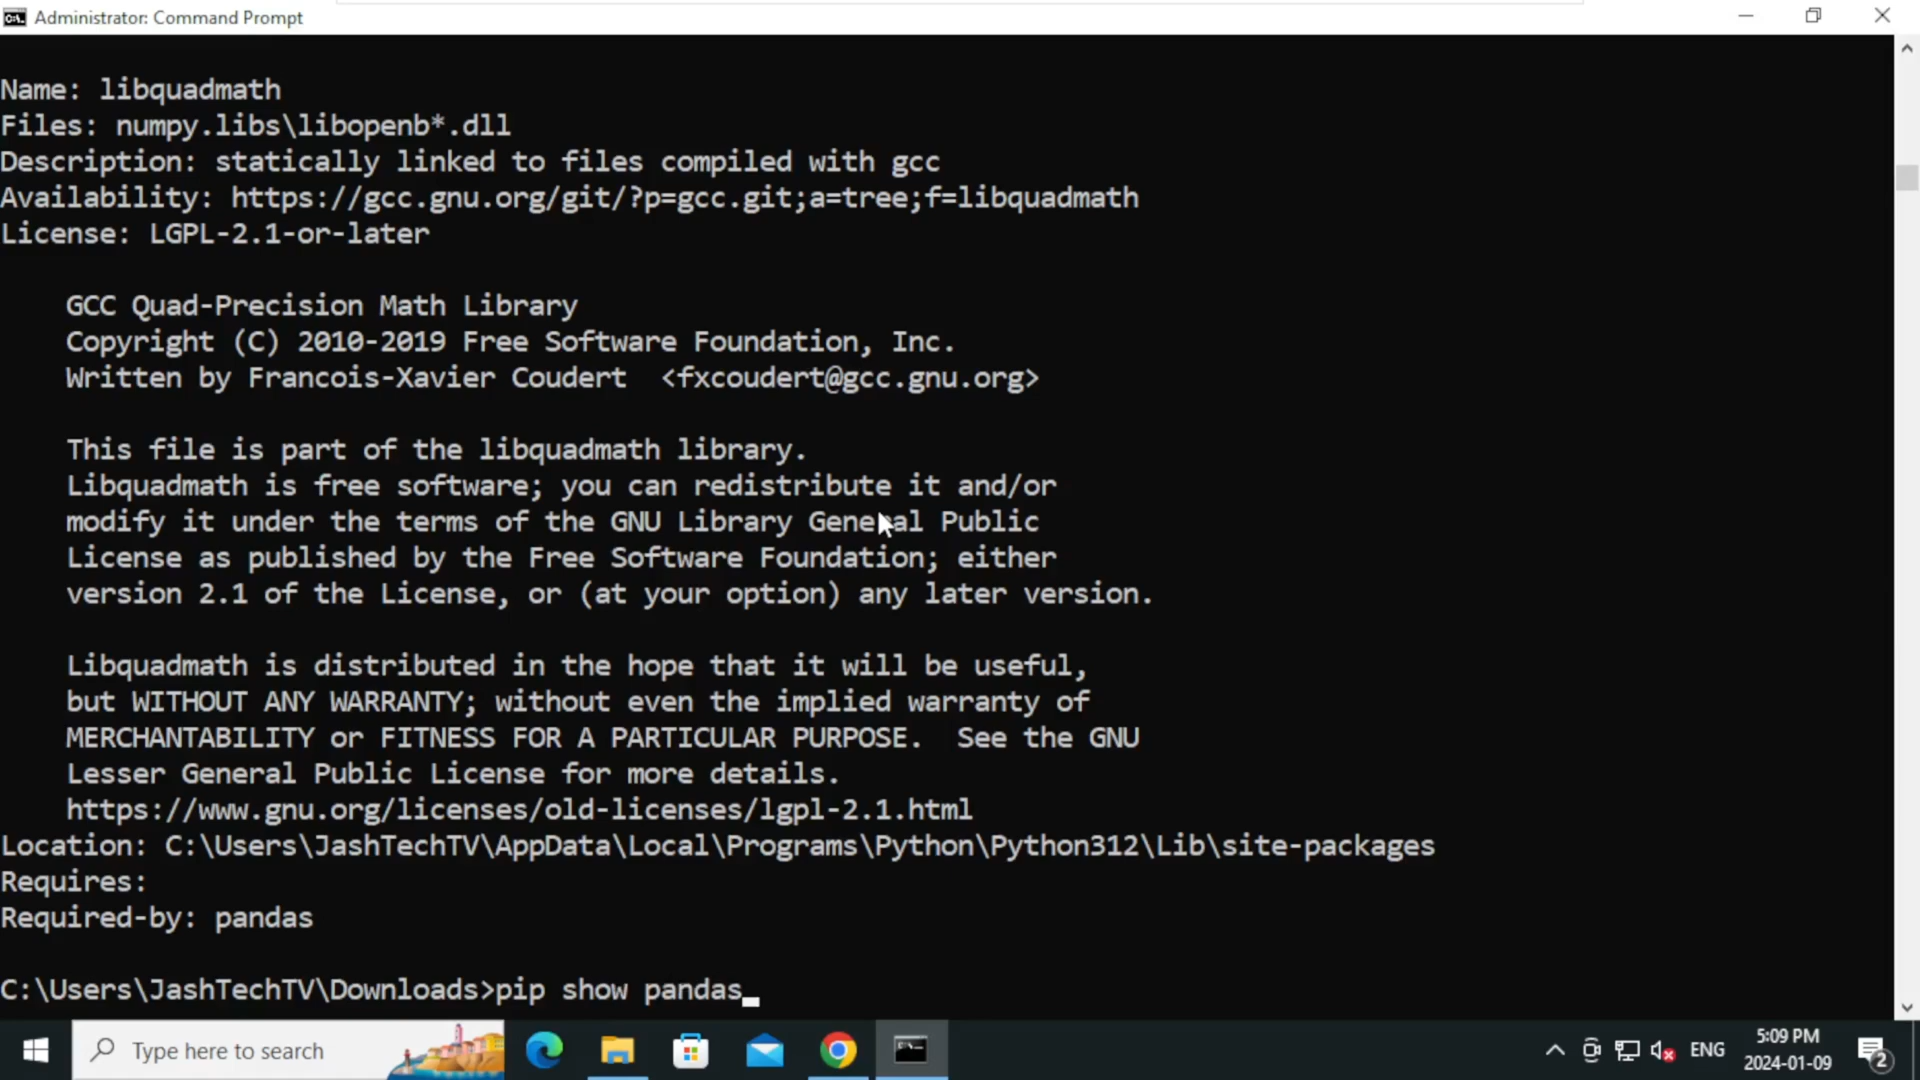 Administrator: Command Prompt
Name: libquadmath
Files: numpy.libs\libopenb*.dll
Description: statically linked to files compiled with gcc
Availability: https://gcc.gnu.org/git/?p=gcc.git;a=tree;f=libquadmath
License: LGPL-2.1-or-later
GCC Quad-Precision Math Library
Copyright (C) 2010-2019 Free Software Foundation, Inc.
Written by Francois-Xavier Coudert  <fxcoudert@gcc.gnu.org>
This file is part of the libquadmath library.
Libquadmath is free software; you can redistribute it and/or
modify it under the terms of the GNU Library General Public
License as published by the Free Software Foundation; either
version 2.1 of the License, or (at your option) any later version.
Libquadmath is distributed in the hope that it will be useful,
but WITHOUT ANY WARRANTY; without even the implied warranty of
MERCHANTABILITY or FITNESS FOR A PARTICULAR PURPOSE.  See the GNU
Lesser General Public License for more details.
https://www.gnu.org/licenses/old-licenses/lgpl-2.1.html
Location: C:\Users\JashTechTV\AppData\Local\Programs\Python\Python312\Lib\site-packages
Requires:
Required-by: pandas
C:\Users\JashTechTV\Downloads>pip show pandas_
Type here to search
ENG
5:09 PM
2024-01-09
2